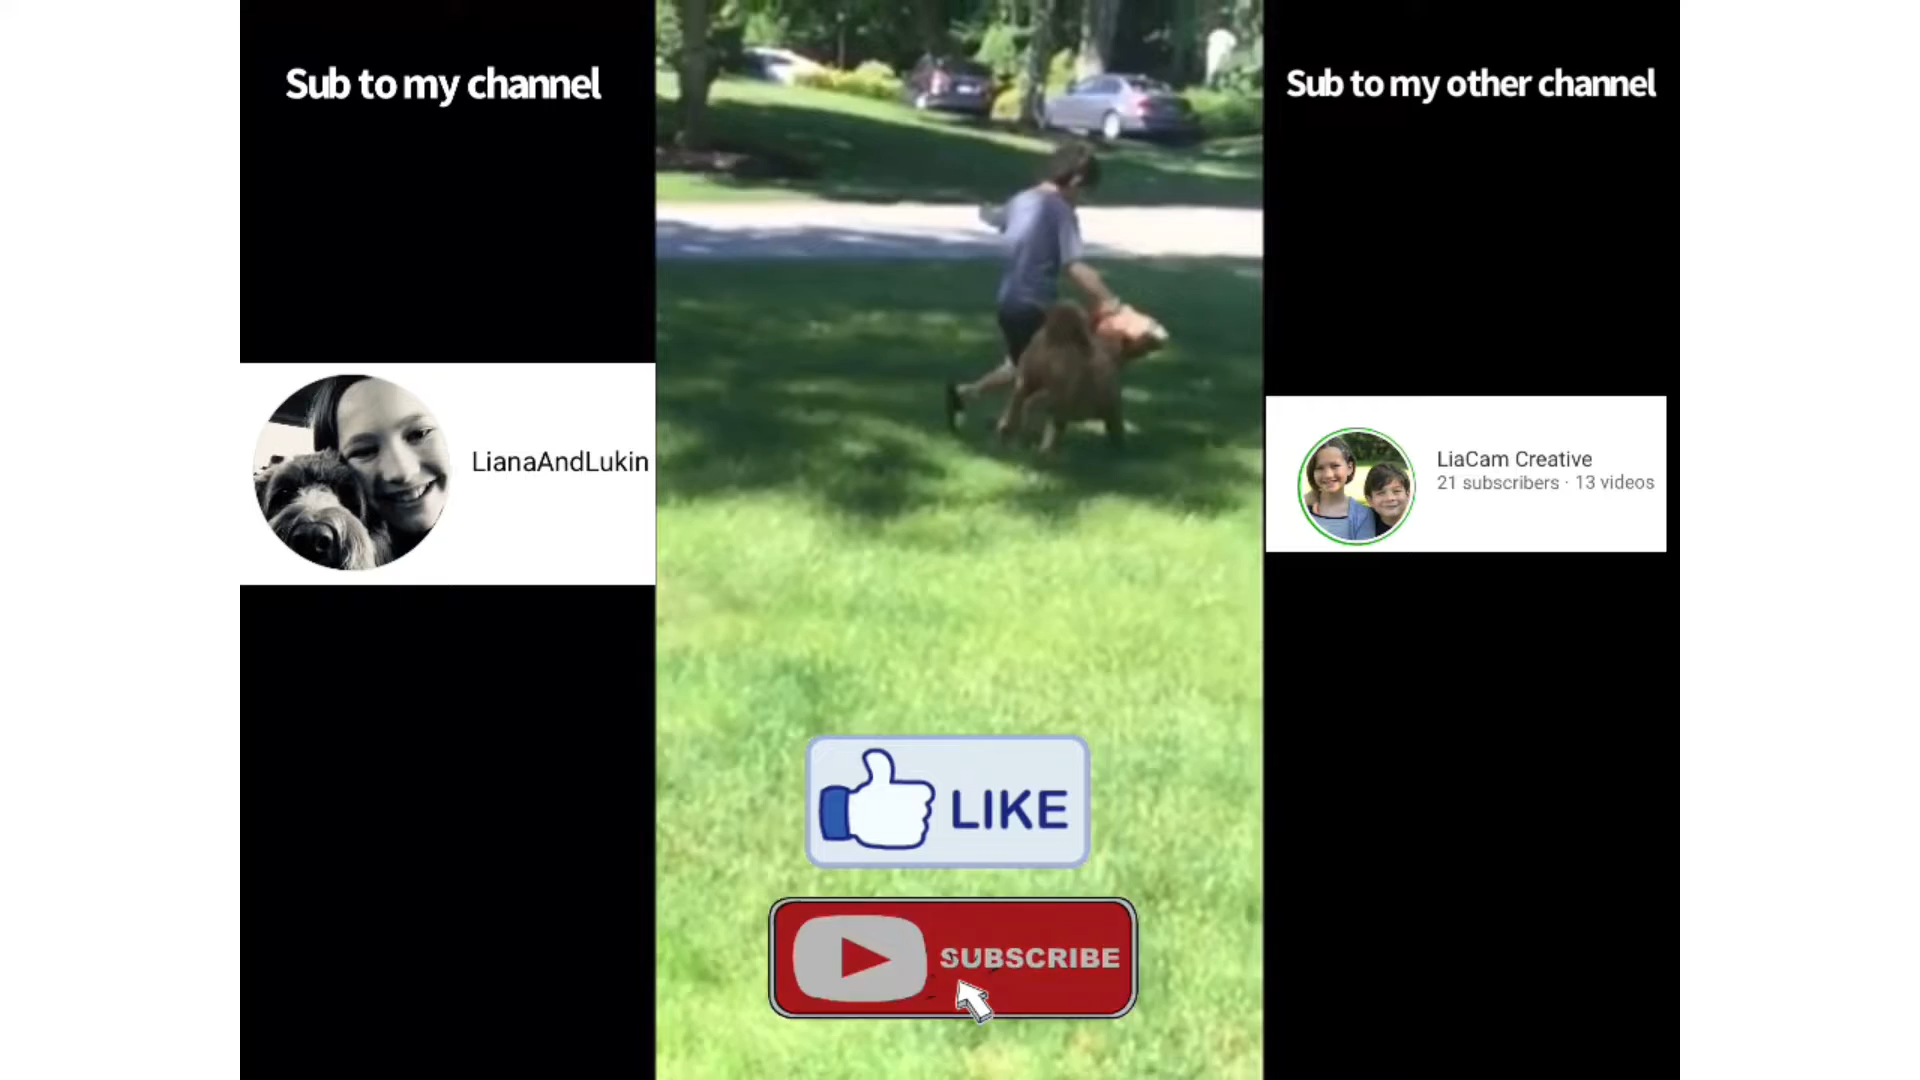 Sub to my channel
Sub to my other channel
LianaAndLukin
LiaCam Creative
21 subscribers · 13 videos
LIKE
SUBSCRIBE